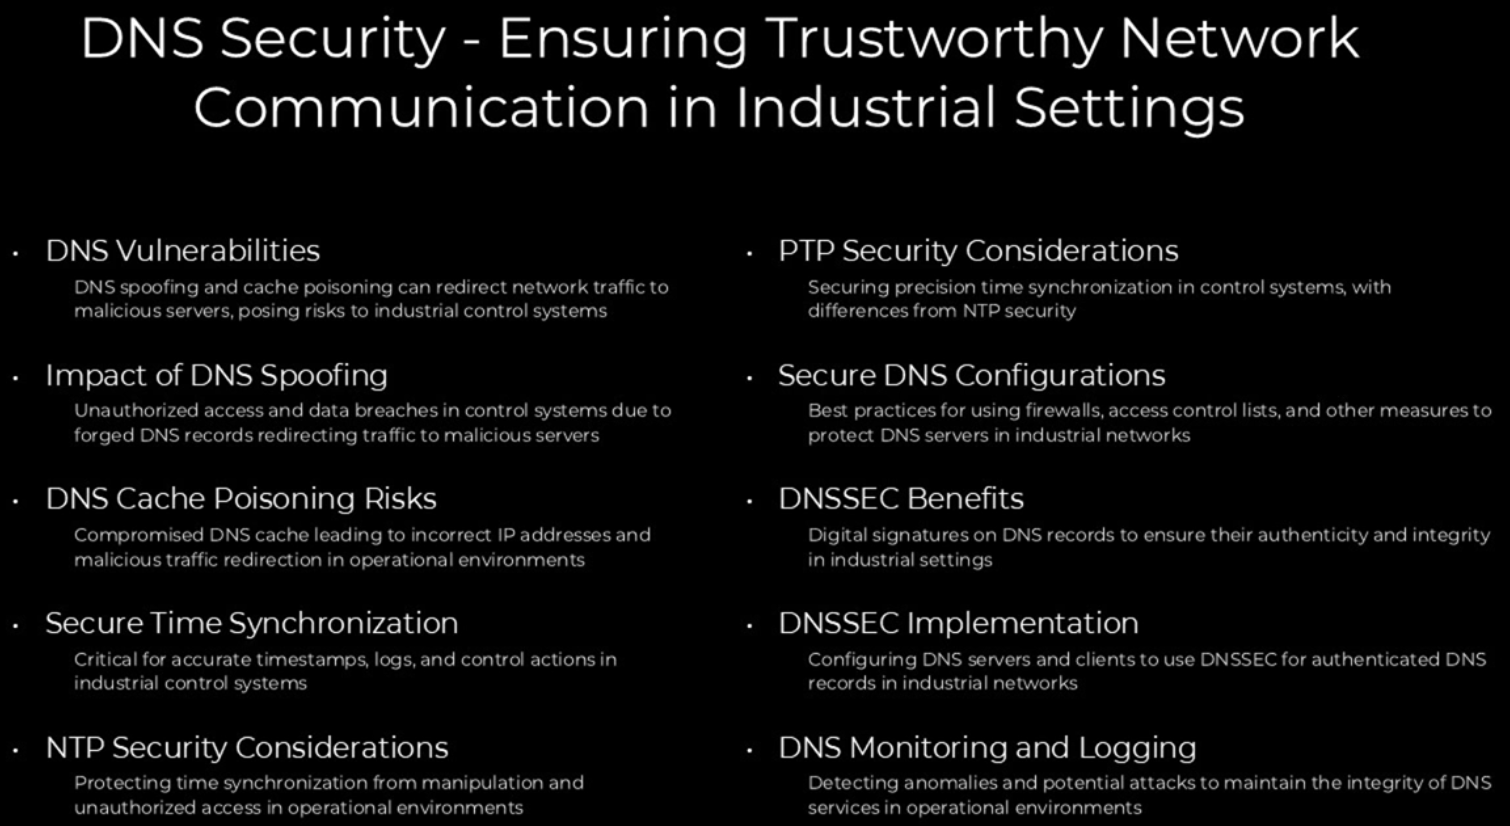 DNS Security - Ensuring Trustworthy Network
Communication in Industrial Settings
• DNS Vulnerabilities
DNS spoofing and cache poisoning can redirect network traffic to
malicious servers, posing risks to industrial control systems
• Impact of DNS Spoofing
Unauthorized access and data breaches in control systems due to
forged DNS records redirecting traffic to malicious servers
• DNS Cache Poisoning Risks
Compromised DNS cache leading to incorrect IP addresses and
malicious traffic redirection in operational environments
• Secure Time Synchronization
Critical for accurate timestamps, logs, and control actions in
industrial control systems
• NTP Security Considerations
Protecting time synchronization from manipulation and
unauthorized access in operational environments
• PTP Security Considerations
Securing precision time synchronization in control systems, with
differences from NTP security
• Secure DNS Configurations
Best practices for using firewalls, access control lists, and other measures to
protect DNS servers in industrial networks
• DNSSEC Benefits
Digital signatures on DNS records to ensure their authenticity and integrity
in industrial settings
• DNSSEC Implementation
Configuring DNS servers and clients to use DNSSEC for authenticated DNS
records in industrial networks
• DNS Monitoring and Logging
Detecting anomalies and potential attacks to maintain the integrity of DNS
services in operational environments